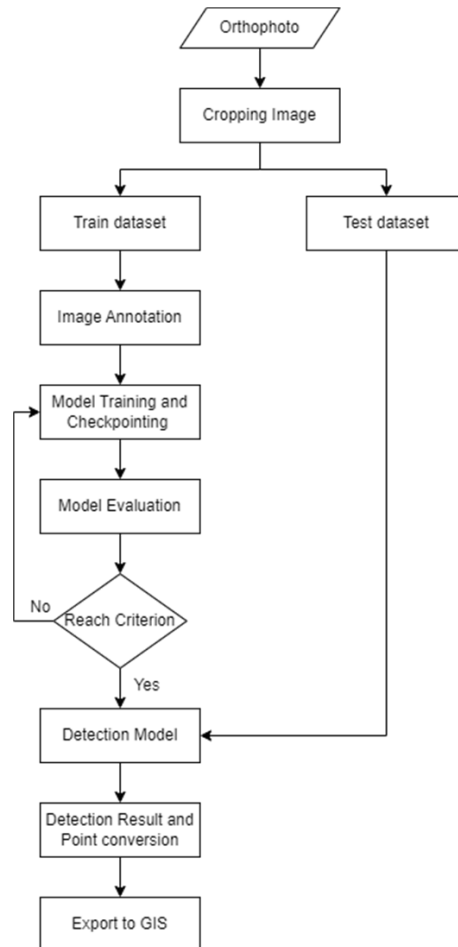 Orthophoto
Cropping Image
Train dataset
Test dataset
Image Annotation
Model Training and
Checkpointing
Model Evaluation
No
Reach Criterion
Yes
Detection Model
Detection Result and
Point conversion
Export to GIS